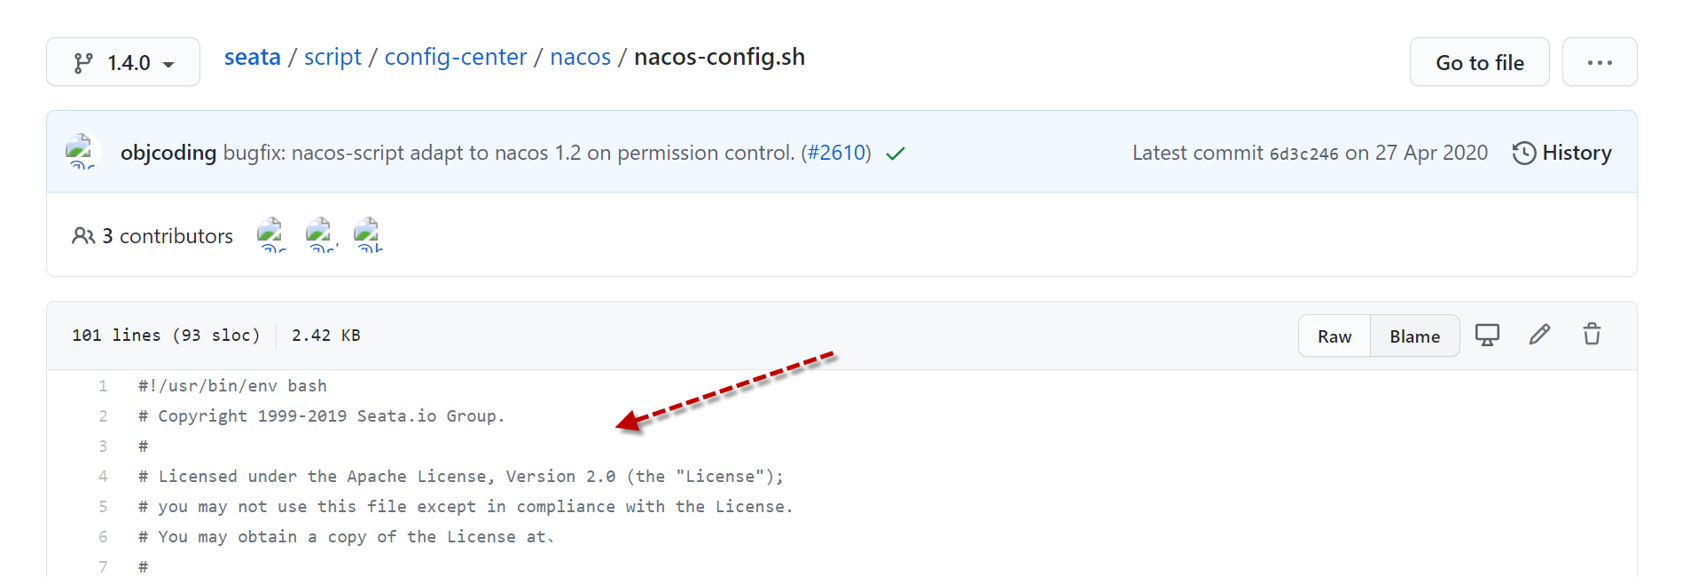 1.4.0 seata / script / config-center / nacos / nacos-config.sh Go to file ...
objcoding bugfix: nacos-script adapt to nacos 1.2 on permission control. (#2610) Latest commit 6d3c246 on 27 Apr 2020 History
3 contributors
101 lines (93 sloc) 2.42 KB Raw Blame
1 #!/usr/bin/env bash
2 # Copyright 1999-2019 Seata.io Group.
3 #
4 # Licensed under the Apache License, Version 2.0 (the "License");
5 # you may not use this file except in compliance with the License.
6 # You may obtain a copy of the License at、
7 #